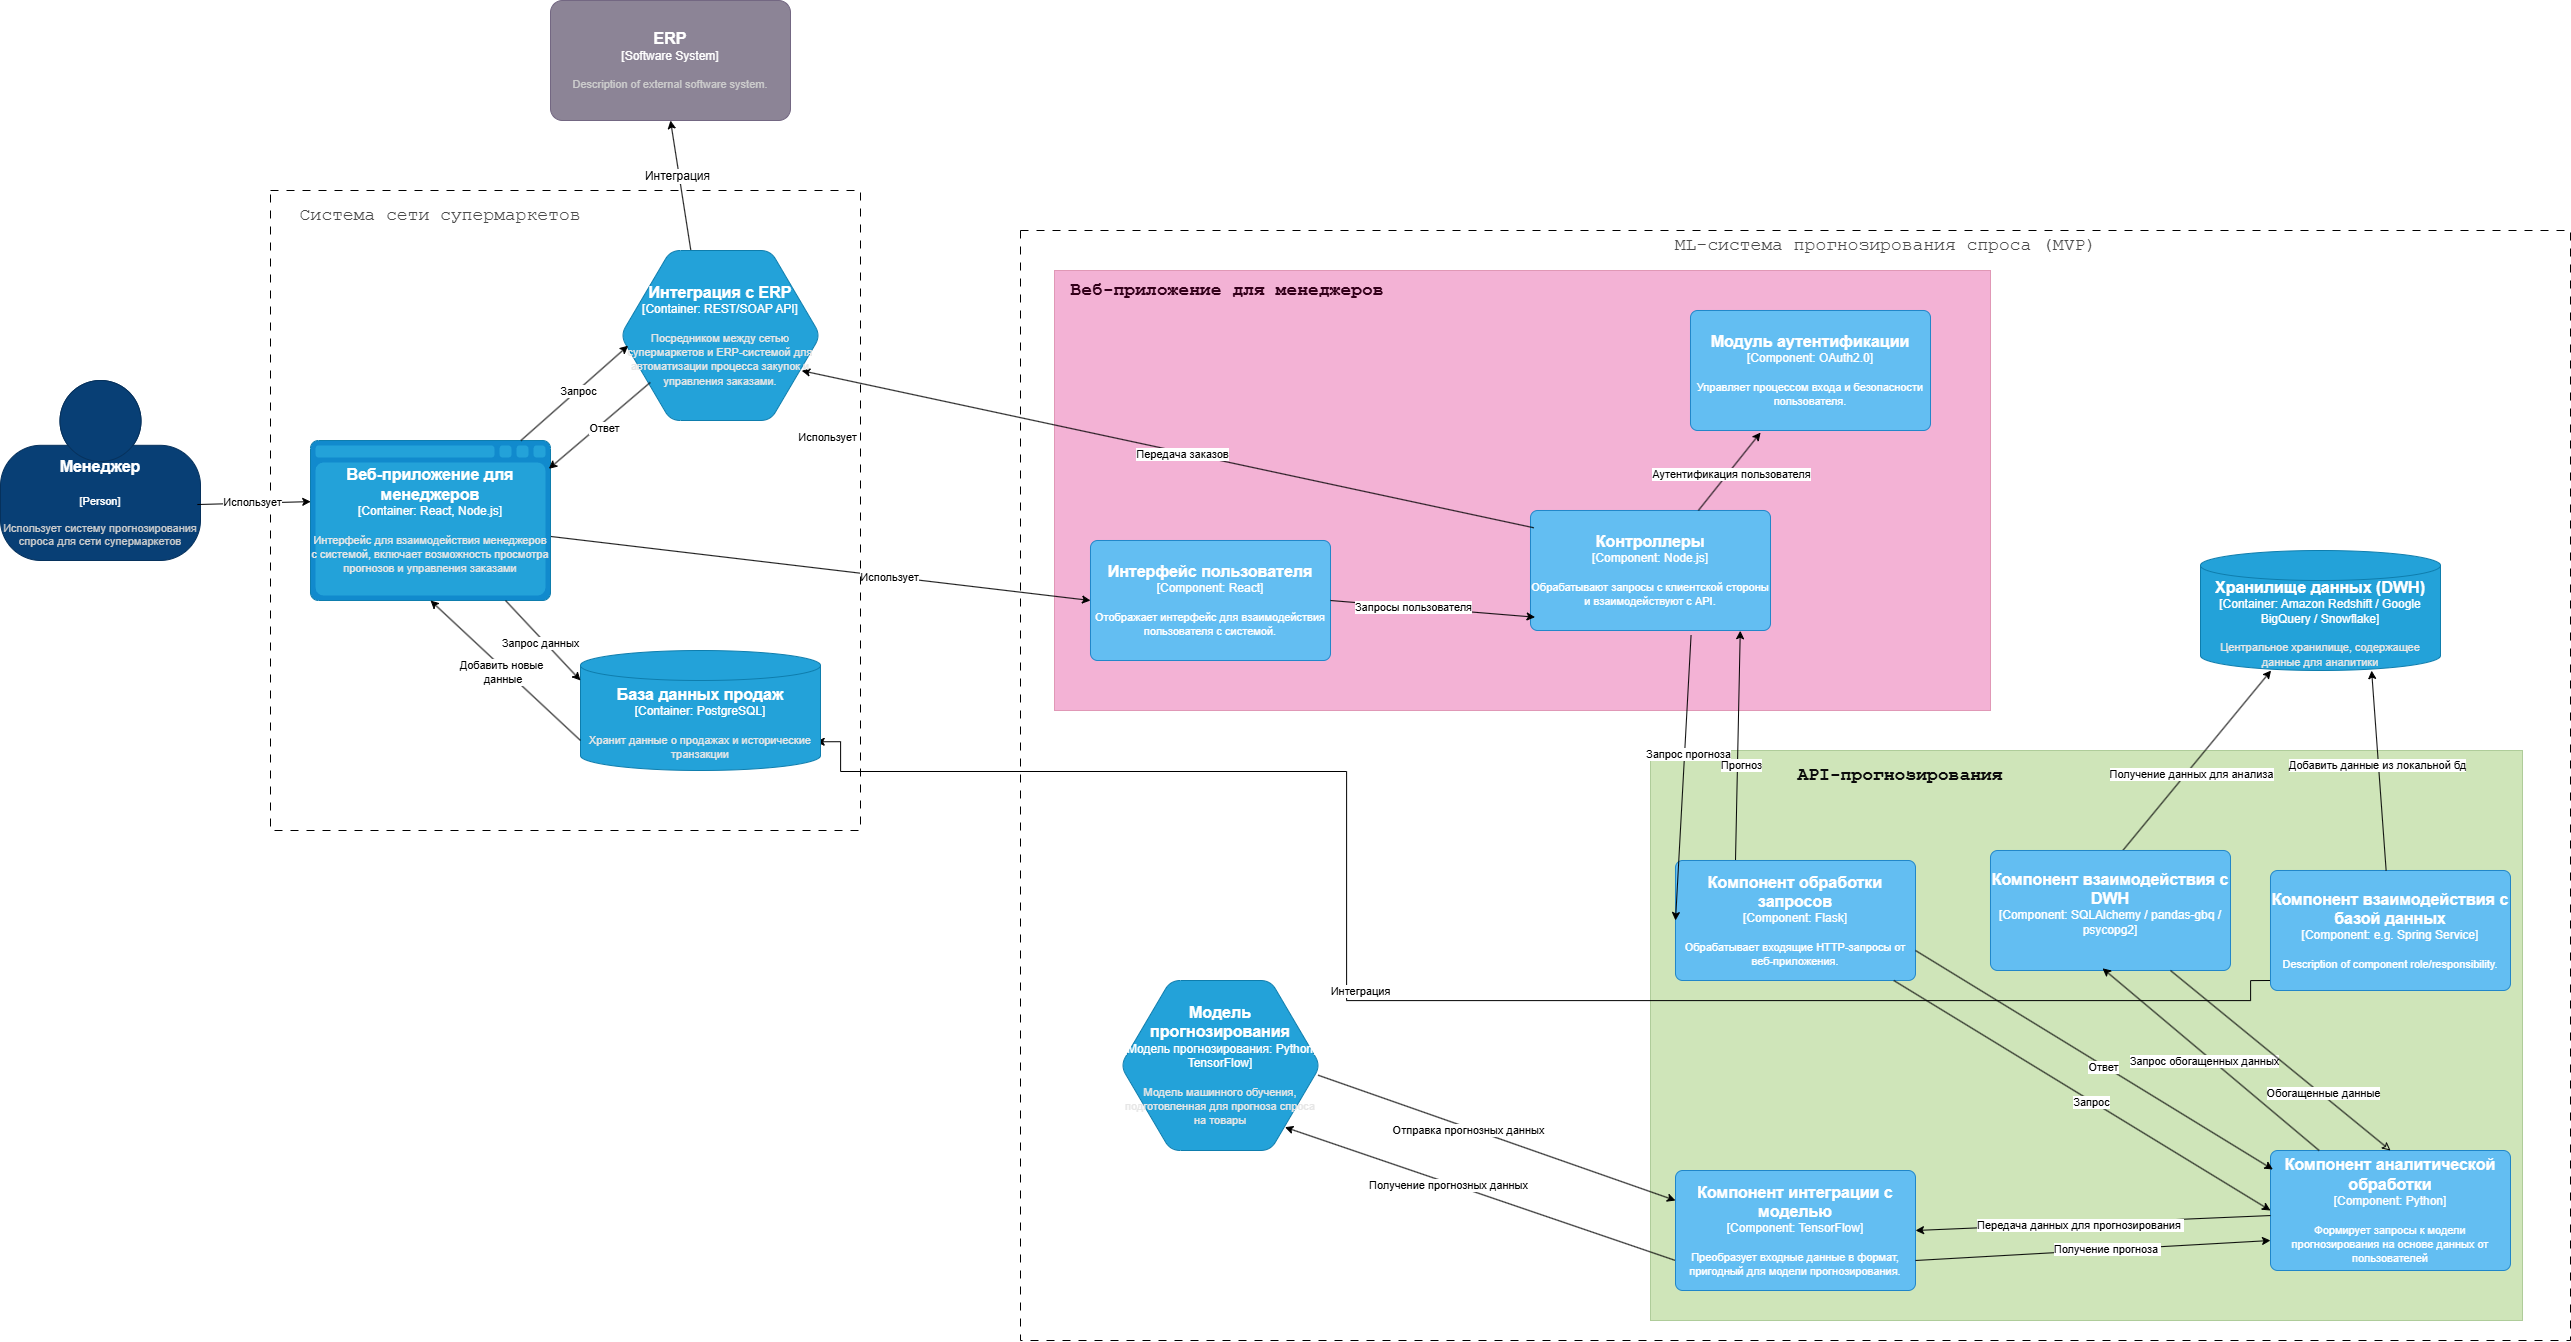 ERP
[Software System]
Description of external software system.
Интеграция
Система сети супермаркетов
Интеграция с ERP
[Container: REST/SOAP API]
Посредником между сетью
супермаркетов и ERP-системой для
автоматизации процесса закупок
управления заказами.
Запрос
Ответ
Использует
Менеджер
[Person]
Использует систему прогнозирования
спроса для сети супермаркетов
Использует
Веб-приложение для
менеджеров
[Container: React, Node.js]
Интерфейс для взаимодействия менеджеров
с системой, включает возможность просмотра
прогнозов и управления заказами
Использует
Запрос данных
Добавить новые
данные
База данных продаж
[Container: PostgreSQL]
Хранит данные о продажах и исторические
транзакции
ML-система прогнозирования спроса (MVP)
Веб-приложение для менеджеров
Модуль аутентификации
[Component: OAuth2.0]
Управляет процессом входа и безопасности
пользователя.
Передача заказов
Аутентификация пользователя
Контроллеры
[Component: Node.js]
Обрабатывают запросы с клиентской стороны
и взаимодействуют с API.
Интерфейс пользователя
[Component: React]
Отображает интерфейс для взаимодействия
пользователя с системой.
Запросы пользователя
Хранилище данных (DWH)
[Container: Amazon Redshift / Google
BigQuery / Snowflake]
Центральное хранилище, содержащее
данные для аналитики
Запрос прогноза
Прогноз
API-прогнозирования
Получение данных для анализа
Добавить данные из локальной бд
Компонент обработки
запросов
[Component: Flask]
Обрабатывает входящие HTTP-запросы от
веб-приложения.
Компонент взаимодействия с
DWH
[Component: SQLAlchemy / pandas-gbq /
psycopg2]
Компонент взаимодействия с
базой данных
[Component: e.g. Spring Service]
Description of component role/responsibility.
Интеграция
Модель
прогнозирования
Модель прогнозирования: Python
TensorFlow]
Модель машинного обучения,
подготовленная для прогноза спроса
на товары
Ответ
Запрос обогащенных данных
Обогащенные данные
Запрос
Отправка прогнозных данных
Получение прогнозных данных
Компонент интеграции с
моделью
[Component: TensorFlow]
Преобразует входные данные в формат,
пригодный для модели прогнозирования.
Передача данных для прогнозирования
Получение прогноза
Компонент аналитической
обработки
[Component: Python]
Формирует запросы к модели
прогнозирования на основе данных от
пользователей